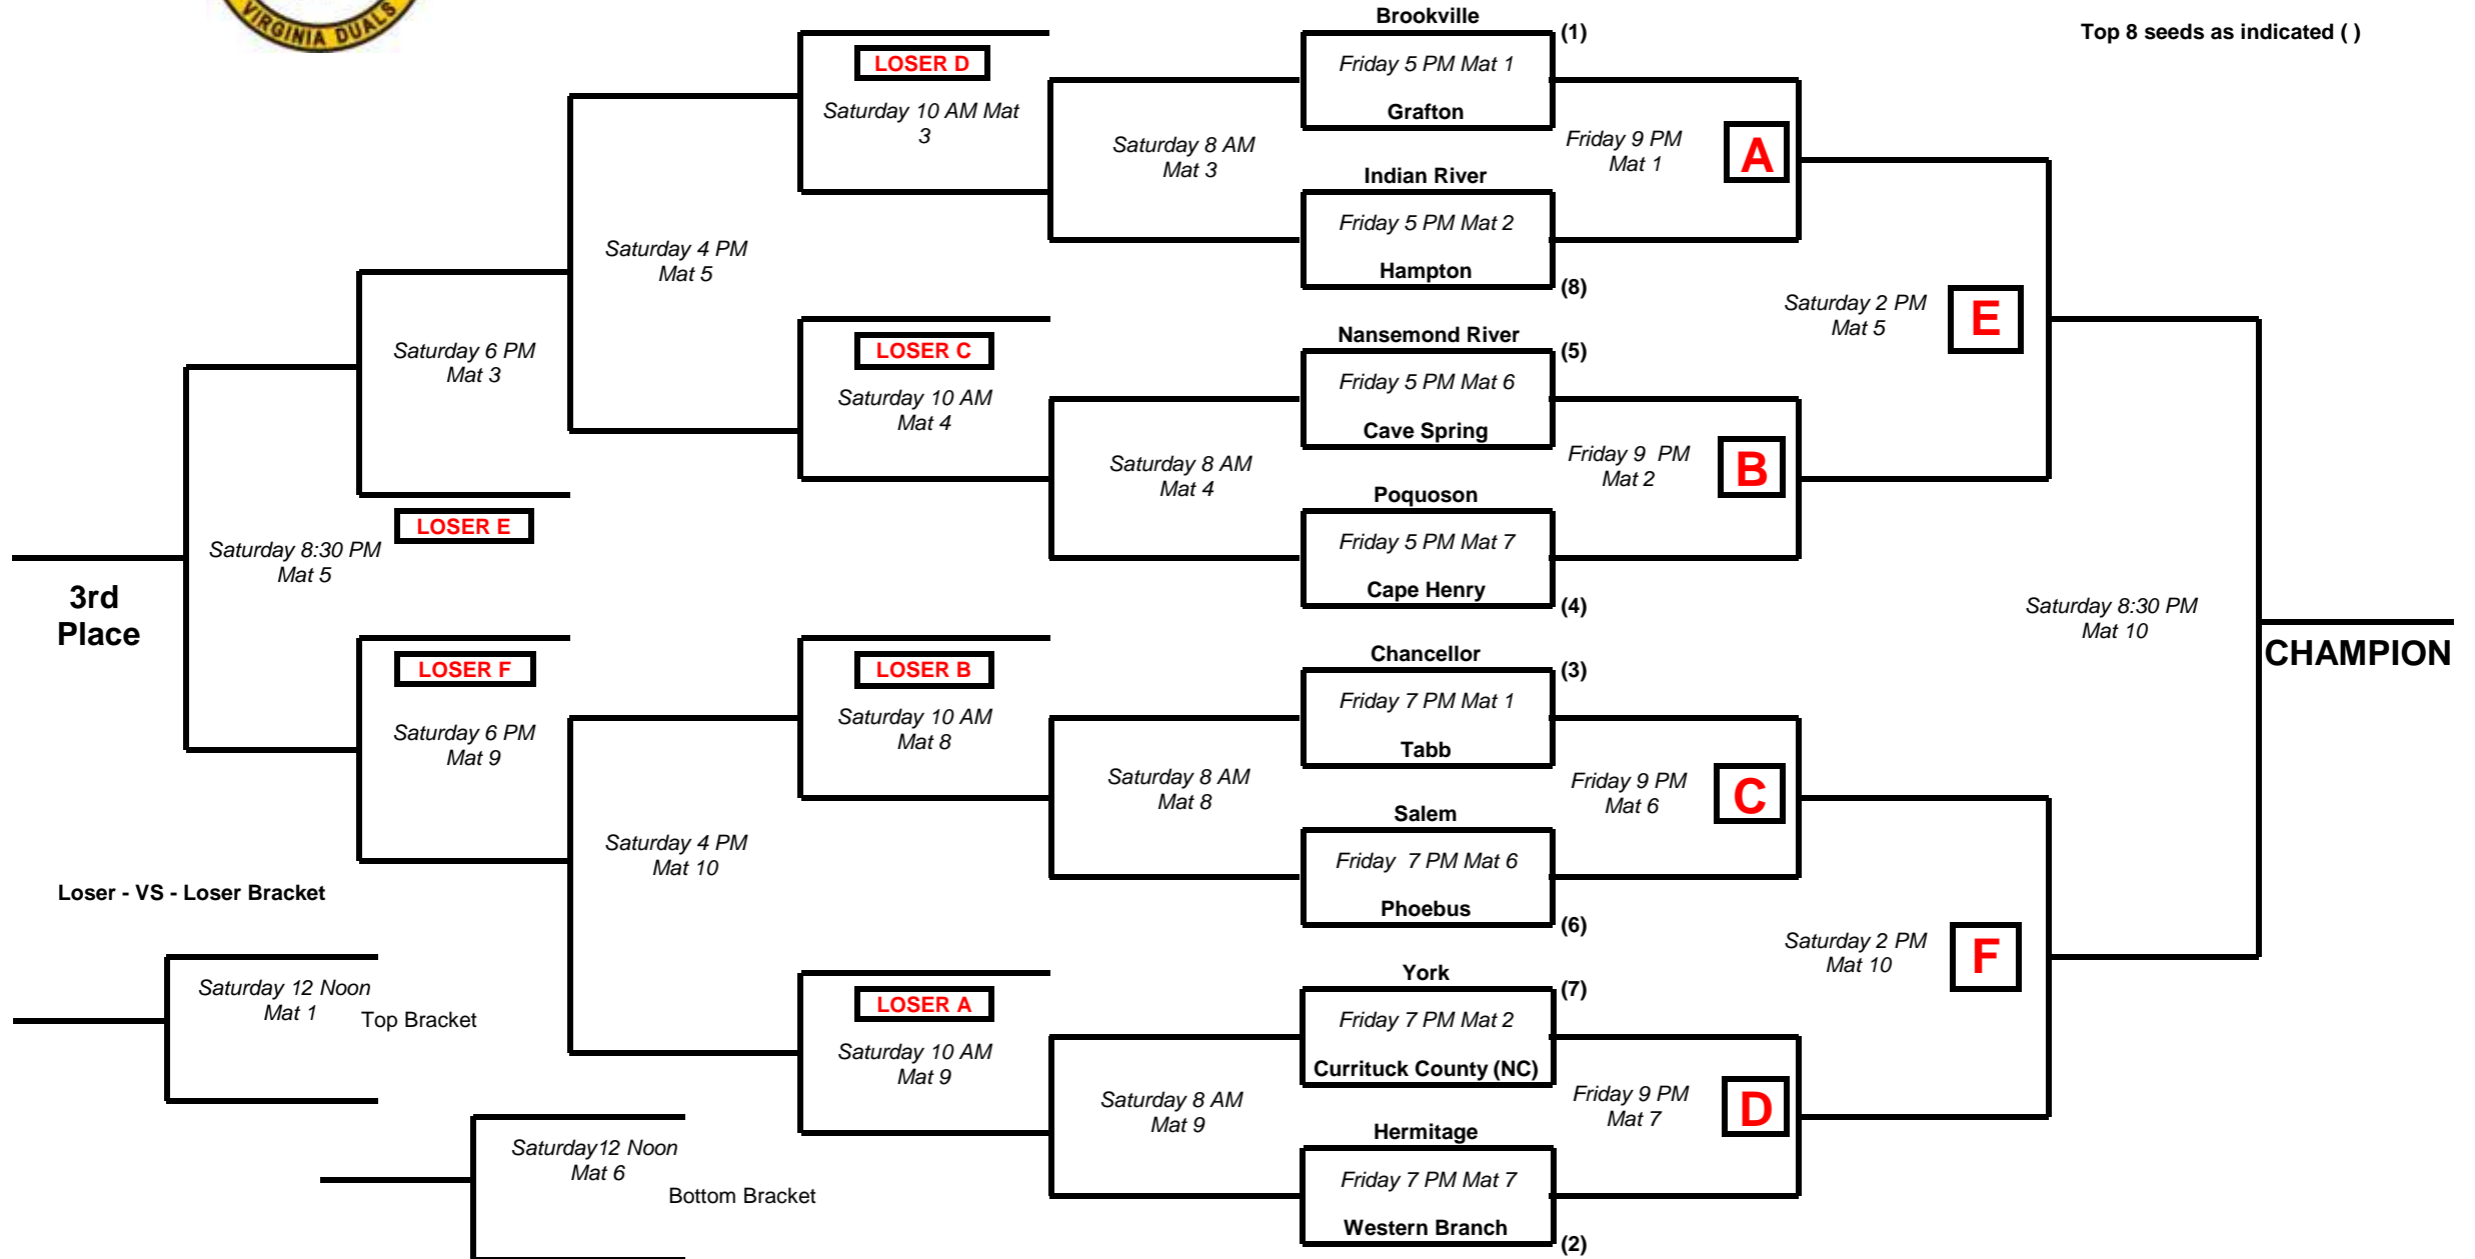 VIRGINIA DUALS
Top 8 seeds as indicated ( )
Brookville
(1)
Friday 5 PM Mat 1
Grafton
Indian River
Friday 5 PM Mat 2
Hampton
(8)
Nansemond River
(5)
Friday 5 PM Mat 6
Cave Spring
Poquoson
Friday 5 PM Mat 7
Cape Henry
(4)
Chancellor
(3)
Friday 7 PM Mat 1
Tabb
Salem
Friday 7 PM Mat 6
Phoebus
(6)
York
(7)
Friday 7 PM Mat 2
Currituck County (NC)
Hermitage
Friday 7 PM Mat 7
Western Branch
(2)
Friday 9 PM
Mat 1
A
Friday 9 PM
Mat 2
B
Friday 9 PM
Mat 6
C
Friday 9 PM
Mat 7
D
Saturday 2 PM
Mat 5
E
Saturday 2 PM
Mat 10
F
Saturday 8:30 PM
Mat 10
CHAMPION
Saturday 8 AM
Mat 3
Saturday 8 AM
Mat 4
Saturday 8 AM
Mat 8
Saturday 8 AM
Mat 9
LOSER D
Saturday 10 AM Mat
3
LOSER C
Saturday 10 AM
Mat 4
LOSER B
Saturday 10 AM
Mat 8
LOSER A
Saturday 10 AM
Mat 9
Saturday 4 PM
Mat 5
Saturday 4 PM
Mat 10
Saturday 6 PM
Mat 3
LOSER E
LOSER F
Saturday 6 PM
Mat 9
Saturday 8:30 PM
Mat 5
3rd
Place
Loser - VS - Loser Bracket
Saturday 12 Noon
Mat 1
Top Bracket
Saturday12 Noon
Mat 6
Bottom Bracket